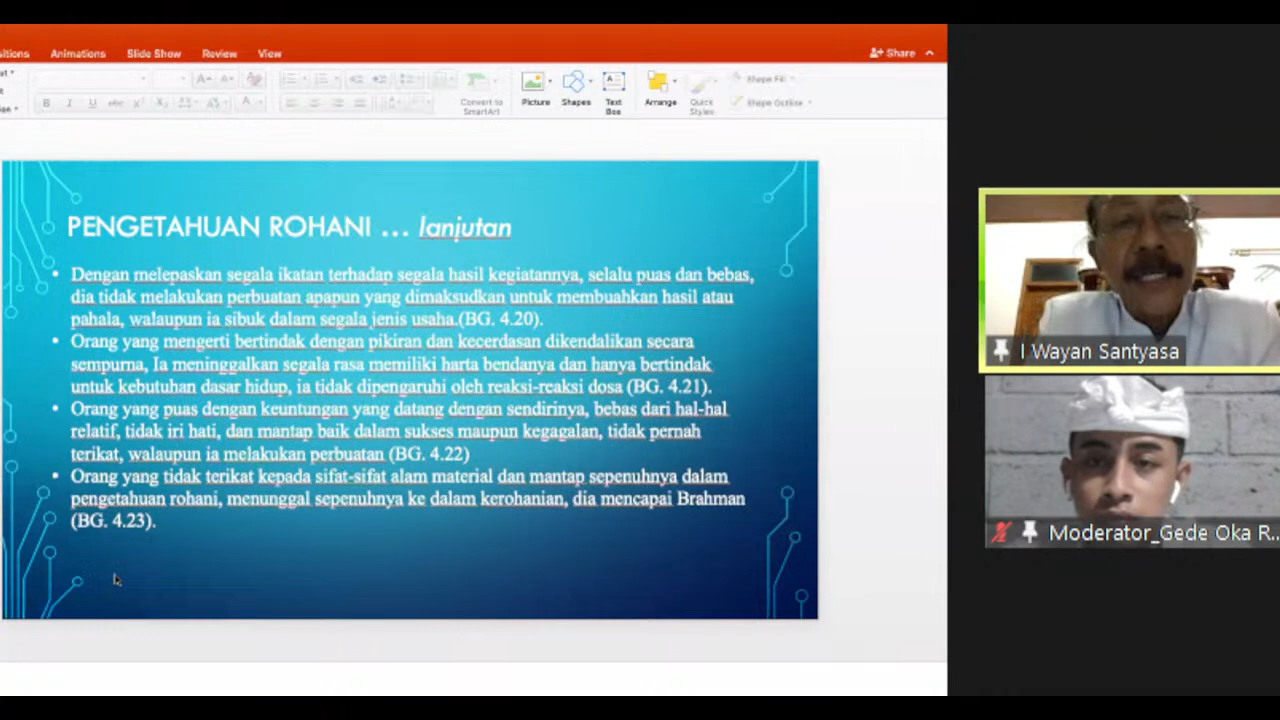 Animations
Slide Show
Review
View
Share
Convert to
SmartArt
Picture
Shapes
Text
Box
Arrange
Quick
Styles
Shape Fill
Shape Outline
PENGETAHUAN ROHANI ... lanjutan
• Dengan melepaskan segala ikatan terhadap segala hasil kegiatannya, selalu puas dan bebas,
dia tidak melakukan perbuatan apapun yang dimaksudkan untuk membuahkan hasil atau
pahala, walaupun ia sibuk dalam segala jenis usaha.(BG. 4.20).
• Orang yang mengerti bertindak dengan pikiran dan kecerdasan dikendalikan secara
sempurna, Ia meninggalkan segala rasa memiliki harta bendanya dan hanya bertindak
untuk kebutuhan dasar hidup, ia tidak dipengaruhi oleh reaksi-reaksi dosa (BG. 4.21).
• Orang yang puas dengan keuntungan yang datang dengan sendirinya, bebas dari hal-hal
relatif, tidak iri hati, dan mantap baik dalam sukses maupun kegagalan, tidak pernah
terikat, walaupun ia melakukan perbuatan (BG. 4.22)
• Orang yang tidak terikat kepada sifat-sifat alam material dan mantap sepenuhnya dalam
pengetahuan rohani, menunggal sepenuhnya ke dalam kerohanian, dia mencapai Brahman
(BG. 4.23).
I Wayan Santyasa
Moderator_Gede Oka R...